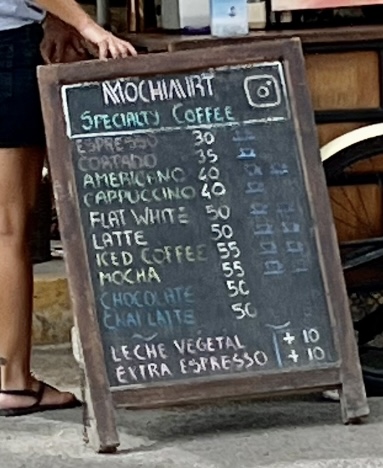 MOCHIMIRT
SPECIALTY COFFEE
ESPRESSO 30
CORTADO 35
AMERICANO 40
CAPPUCCINO 40
FLAT WHITE 50
LATTE 50
ICED COFFEE 55
MOCHA 55
CHOCOLATE 50
CHAI LATTE 50
LECHE VEGETAL + 10
EXTRA ESPRESSO + 10